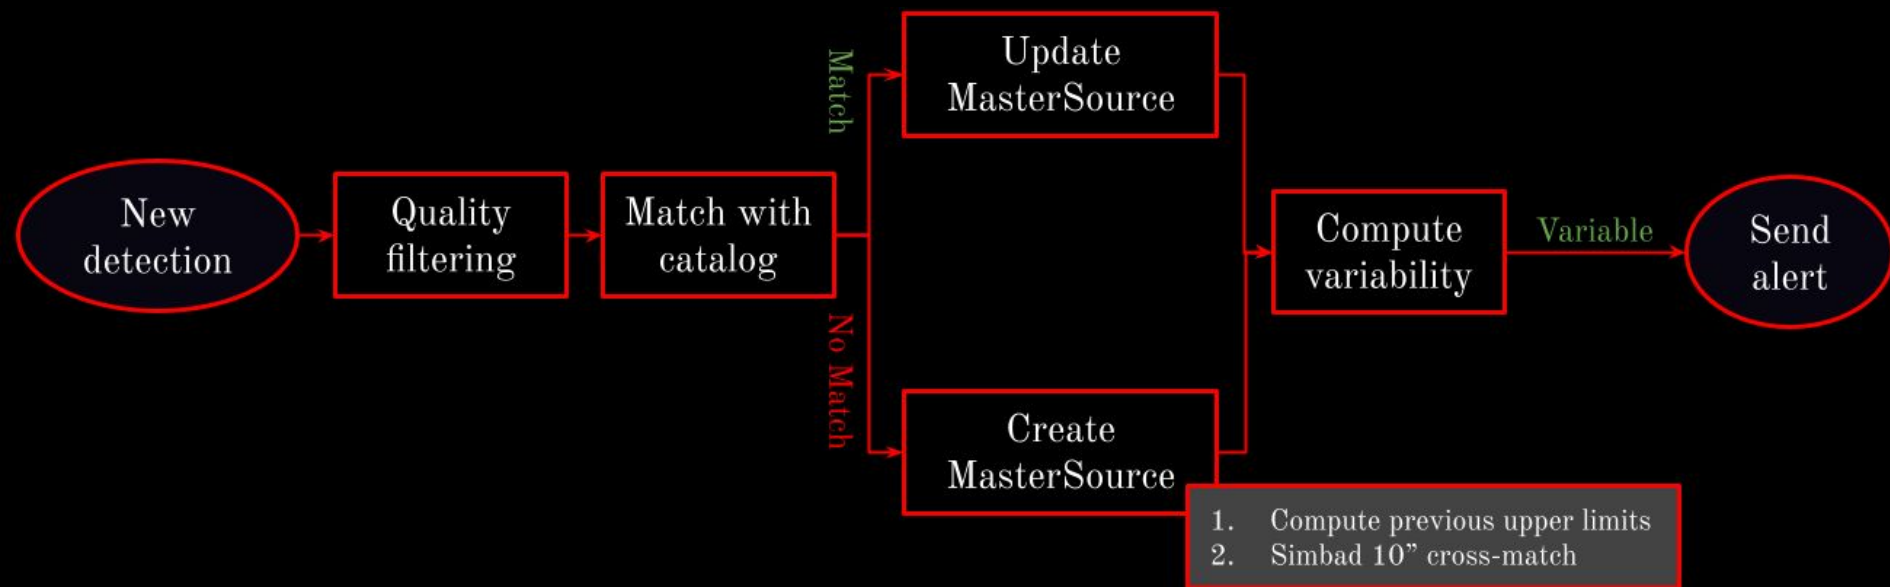 New
detection
Quality
filtering
Match with
catalog
Match
No Match
Update
MasterSource
Create
MasterSource
1. Compute previous upper limits
2. Simbad 10” cross-match
Compute
variability
Variable
Send
alert